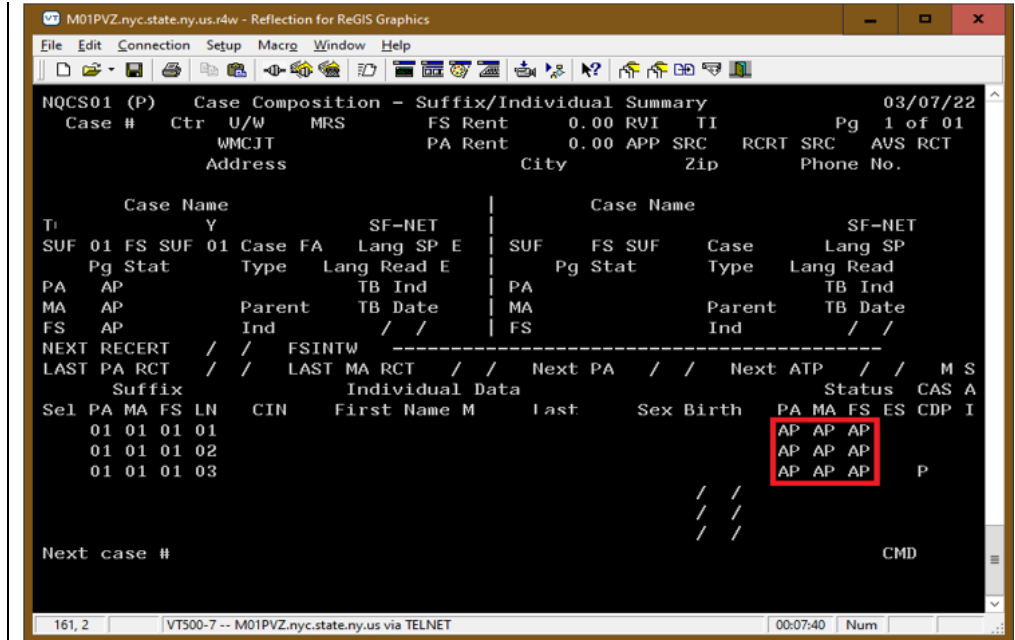 M01PVZ.nyc.state.ny.us.r4w - Reflection for ReGIS Graphics
File Edit Connection Setup Macro Window Help
NQCS01 (P) Case Composition - Suffix/Individual Summary 03/07/22
Case # Ctr U/W MRS FS Rent 0.00 RVI TI Pg 1 of 01
WMCJT PA Rent 0.00 APP SRC RCRT SRC AVS RCT
Address City Zip Phone No.
Case Name | Case Name
Y SF-NET | SF-NET
SUF 01 FS SUF 01 Case FA Lang SP E | SUF FS SUF Case Lang SP
Pg Stat Type Lang Read E | Pg Stat Type Lang Read
PA AP TB Ind | PA TB Ind
MA AP Parent TB Date | MA Parent TB Date
FS AP Ind / / | FS Ind / /
NEXT RECERT / / FSINTW --------------------------------------------
LAST PA RCT / / LAST MA RCT / / Next PA / / Next ATP / / M S
Suffix Individual Data Status CAS A
Sel PA MA FS LN CIN First Name M Last Sex Birth PA MA FS ES CDP I
01 01 01 01 AP AP AP
01 01 01 02 AP AP AP
01 01 01 03 AP AP AP P
/ /
/ /
/ /
Next case # CMD
161, 2 VT500-7 -- M01PVZ.nyc.state.ny.us via TELNET 00:07:40 Num